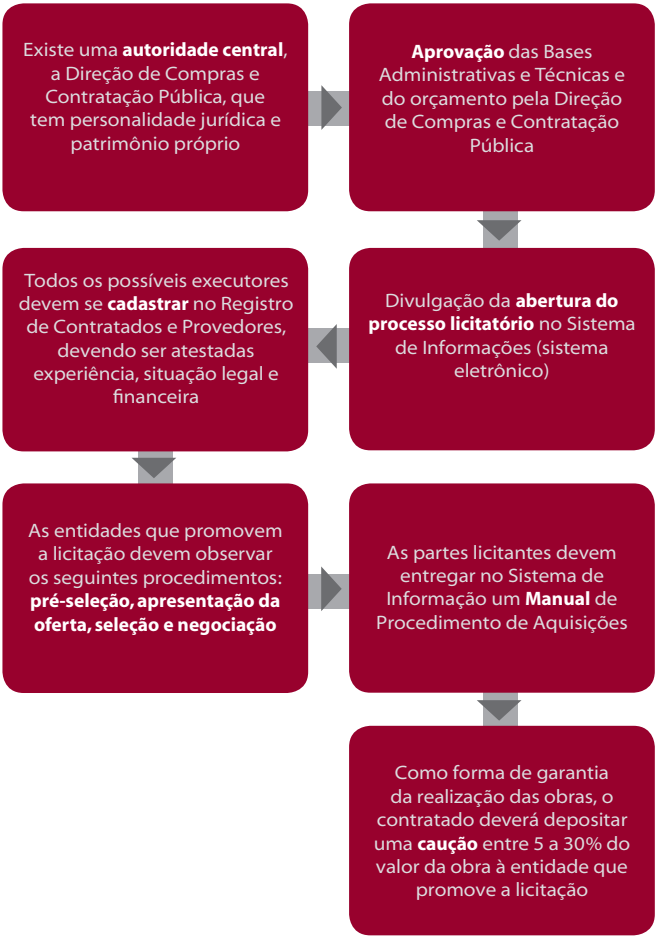 Existe uma autoridade central,
a Direção de Compras e
Contratação Pública, que
tem personalidade jurídica e
patrimônio próprio
Aprovação das Bases
Administrativas e Técnicas e
do orçamento pela Direção
de Compras e Contratação
Pública
Divulgação da abertura do
processo licitatório no Sistema
de Informações (sistema
eletrônico)
Todos os possíveis executores
devem se cadastrar no Registro
de Contratados e Provedores,
devendo ser atestadas
experiência, situação legal e
financeira
As entidades que promovem
a licitação devem observar
os seguintes procedimentos:
pré-seleção, apresentação da
oferta, seleção e negociação
As partes licitantes devem
entregar no Sistema de
Informação um Manual de
Procedimento de Aquisições
Como forma de garantia
da realização das obras, o
contratado deverá depositar
uma caução entre 5 a 30% do
valor da obra à entidade que
promove a licitação